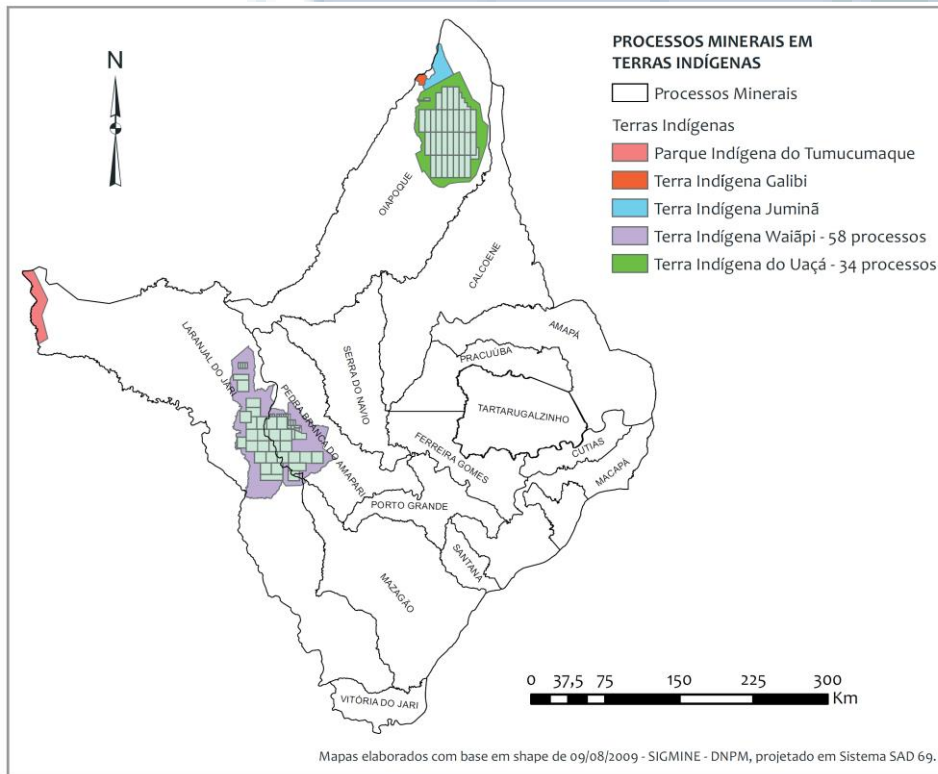 PROCESSOS MINERAIS EM
TERRAS INDÍGENAS
Processos Minerais
Terras Indígenas
Parque Indígena do Tumucumaque
Terra Indígena Galibi
Terra Indígena Juminã
Terra Indígena Waiãpi - 58 processos
Terra Indígena do Uaçá - 34 processos
N
OIAPOQUE
CALCOENE
AMAPÁ
PRACUÚBA
LARANJAL DO JARI
SERRA DO NAVIO
PEDRA BRANCA DO AMAPARI
TARTARUGALZINHO
CUTIAS
FERREIRA GOMES
MACAPÁ
PORTO GRANDE
SANTANA
MAZAGÃO
VITÓRIA DO JARI
0 37,5 75 150 225 300
Km
Mapas elaborados com base em shape de 09/08/2009 - SIGMINE - DNPM, projetado em Sistema SAD 69.